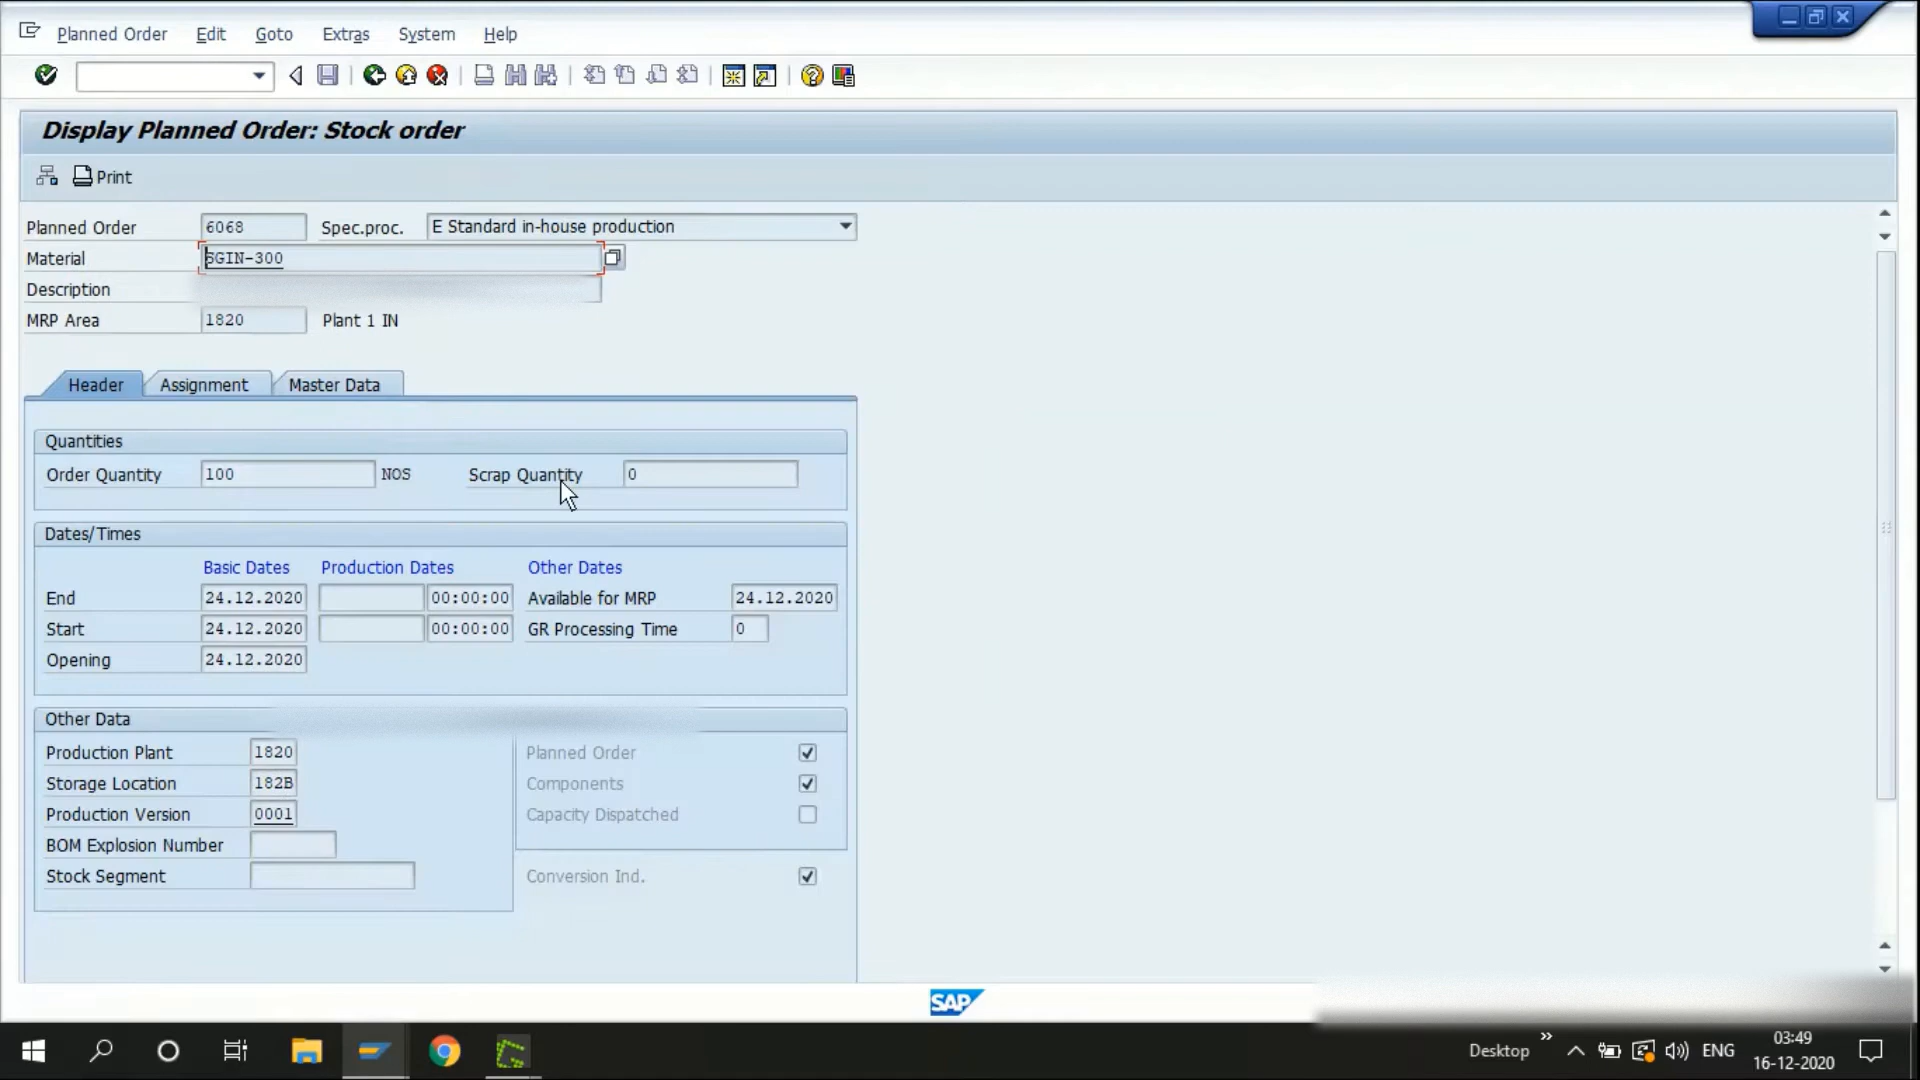 Planned Order Edit Goto Extras System Help
Display Planned Order: Stock order
Print
Planned Order 6068 Spec.proc. E Standard in-house production
Material SGIN-300
Description
MRP Area 1820 Plant 1 IN
Header Assignment Master Data
Quantities
Order Quantity 100 NOS Scrap Quantity 0
Dates/Times
Basic Dates Production Dates Other Dates
End 24.12.2020 00:00:00 Available for MRP 24.12.2020
Start 24.12.2020 00:00:00 GR Processing Time 0
Opening 24.12.2020
Other Data
Production Plant 1820 Planned Order
Storage Location 182B Components
Production Version 0001 Capacity Dispatched
BOM Explosion Number
Stock Segment Conversion Ind.
SAP
Desktop » ENG 03:49
16-12-2020